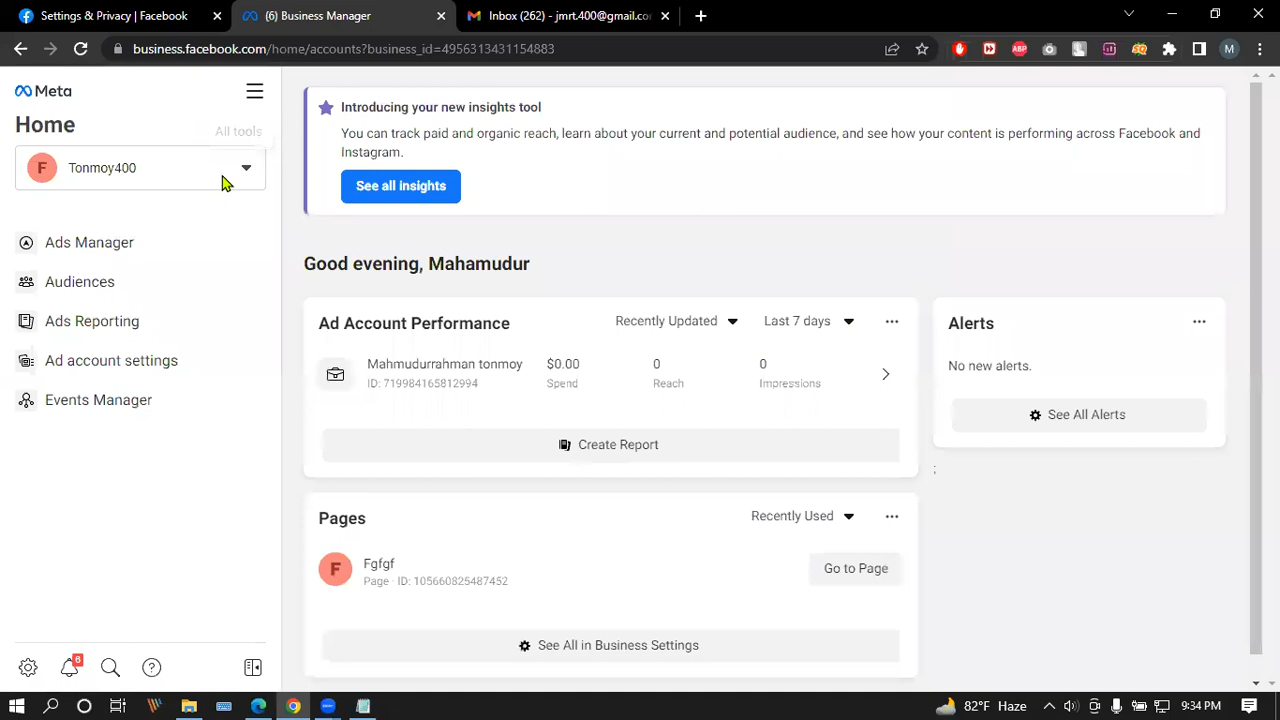 Settings & Privacy | Facebook
(6) Business Manager
Inbox (262) - jmrt.400@gmail.co
business.facebook.com/home/accounts?business_id=4956313431154883
ABP
M
Meta
Home
All tools
F
Tonmoy400
Ads Manager
Audiences
Ads Reporting
Ad account settings
Events Manager
6
Introducing your new insights tool
You can track paid and organic reach, learn about your current and potential audience, and see how your content is performing across Facebook and
Instagram.
See all insights
Good evening, Mahamudur
Ad Account Performance
Recently Updated
Last 7 days
Mahmudurrahman tonmoy
$0.00
0
0
ID: 719984165812994
Spend
Reach
Impressions
Create Report
Alerts
No new alerts.
See All Alerts
;
Pages
Recently Used
F
Fgfgf
Page · ID: 105660825487452
Go to Page
See All in Business Settings
82°F Haze
9:34 PM